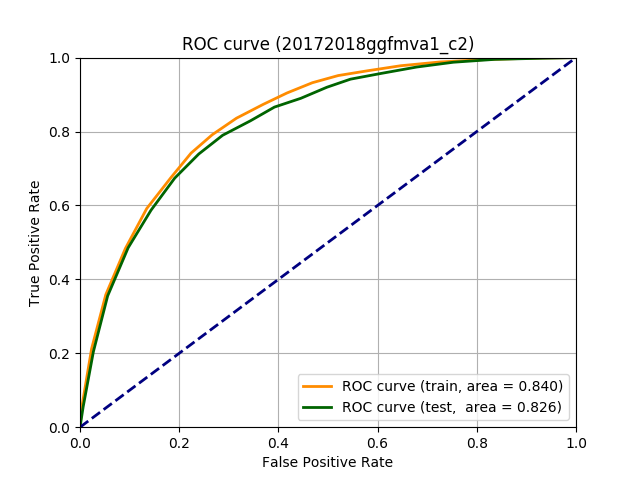 ROC curve (20172018ggfmva1_c2)
1.0
0.8
0.6
0.4
0.2
0.0
True Positive Rate
ROC curve (train, area = 0.840)
ROC curve (test,  area = 0.826)
0.0 0.2 0.4 0.6 0.8 1.0
False Positive Rate